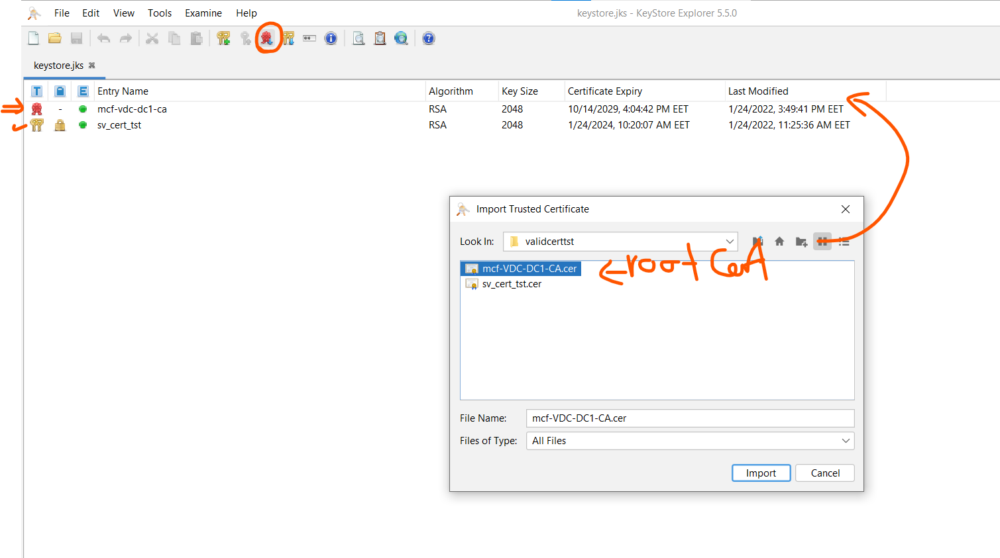 File Edit View Tools Examine Help
keystore.jks - KeyStore Explorer 5.5.0
keystore.jks
T E Entry Name Algorithm Key Size Certificate Expiry Last Modified
- mcf-vdc-dc1-ca RSA 2048 10/14/2029, 4:04:42 PM EET 1/24/2022, 3:49:41 PM EET
sv_cert_tst RSA 2048 1/24/2024, 10:20:07 AM EET 1/24/2022, 11:25:36 AM EET
Import Trusted Certificate
Look In: validcerttst
mcf-VDC-DC1-CA.cer root Cert
sv_cert_tst.cer
File Name: mcf-VDC-DC1-CA.cer
Files of Type: All Files
Import Cancel